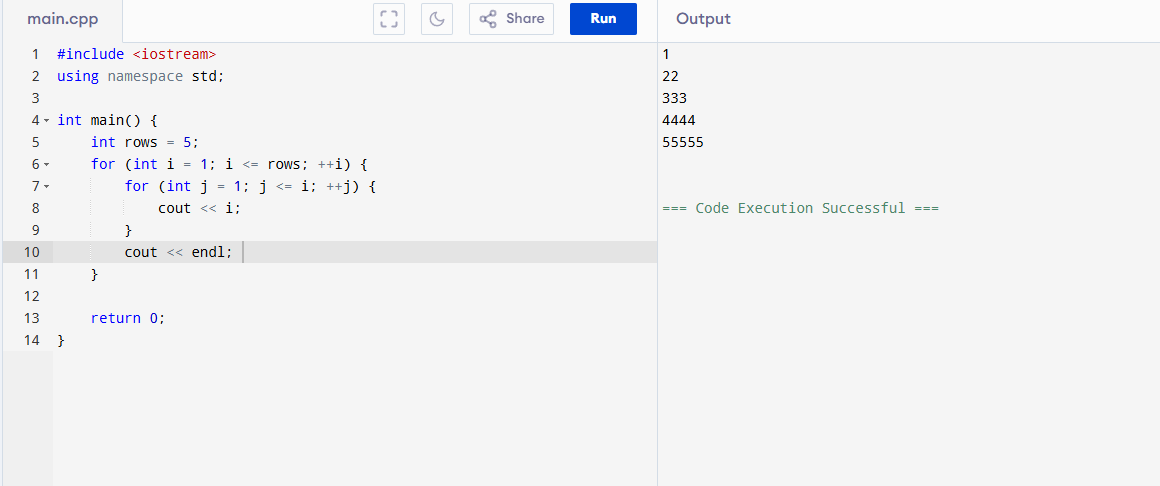 main.cpp
Share
Run
Output
1 #include <iostream>
2 using namespace std;
3
4 int main() {
5     int rows = 5;
6     for (int i = 1; i <= rows; ++i) {
7         for (int j = 1; j <= i; ++j) {
8             cout << i;
9         }
10         cout << endl;
11     }
12
13     return 0;
14 }
1
22
333
4444
55555
=== Code Execution Successful ===